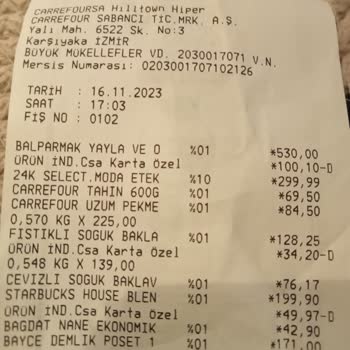 CARREFOURSA Hilltown Hiper
CARREFOUR SABANCI TİC.MRK. A.Ş.
Yalı Mah. 6522 Sk. No:3
Karşıyaka İZMİR
BÜYÜK MÜKELLEFLER VD. 2030017071 V.N.
Mersis Numarası: 0203001707102126
TARİH : 16.11.2023
SAAT : 17:03
FİŞ NO : 0102
BALPARMAK YAYLA VE O %01 *530,00
ÜRÜN İND.Csa Karta özel *100,10-D
24K SELECT.MODA ETEK %10 *299,99
CARREFOUR TAHIN 600G %01 *69,50
CARREFOUR UZUM PEKME %01 *84,50
0,570 KG X 225,00
FISTIKLI SOGUK BAKLA %01 *128,25
ÜRÜN İND.Csa Karta özel *34,20-D
0,548 KG X 139,00
CEVIZLI SOGUK BAKLAV %01 *76,17
STARBUCKS HOUSE BLEN %01 *199,90
ÜRÜN İND.Csa Karta özel *49,97-D
BAGDAT NANE EKONOMIK %01 *42,90
BAYCE DEMLIK POSET 1 %01 *171,00